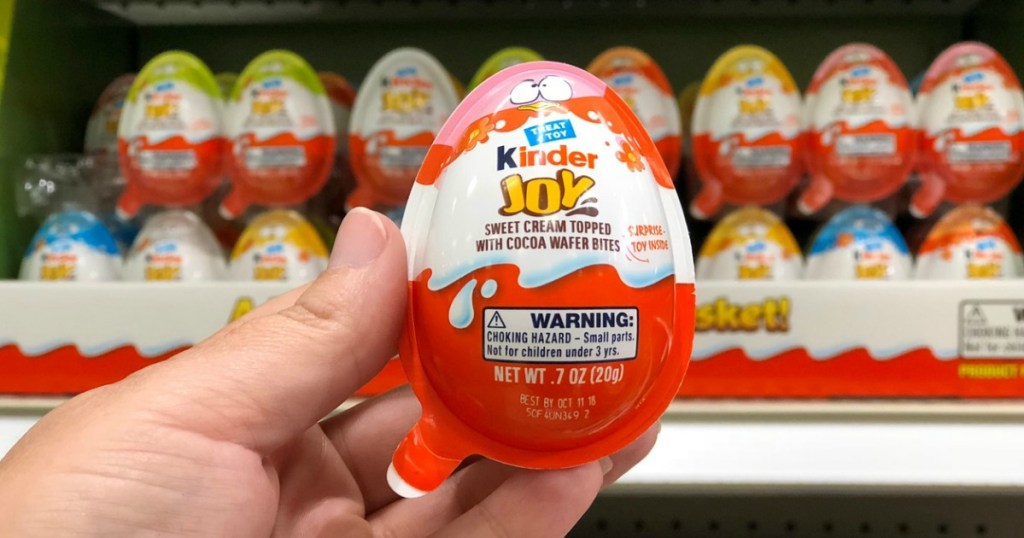 TREAT
+ TOY
Kinder
JOY
SWEET CREAM TOPPED
WITH COCOA WAFER BITES
SURPRISE
TOY INSIDE
WARNING:
CHOKING HAZARD – Small parts.
Not for children under 3 yrs.
NET WT .7 OZ (20g)
BEST BY OCT 11 18
sket!